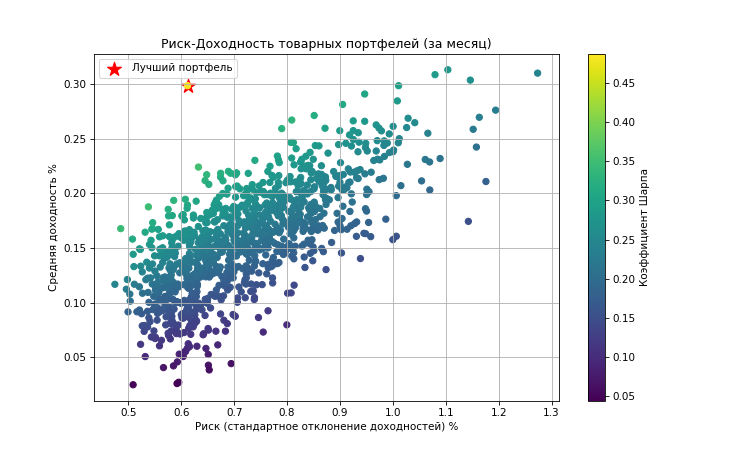 Риск-Доходность товарных портфелей (за месяц)
Лучший портфель
Средняя доходность %
0.30
0.25
0.20
0.15
0.10
0.05
0.5 0.6 0.7 0.8 0.9 1.0 1.1 1.2 1.3
Риск (стандартное отклонение доходностей) %
0.45
0.40
0.35
0.30
0.25
0.20
0.15
0.10
0.05
Коэффициент Шарпа